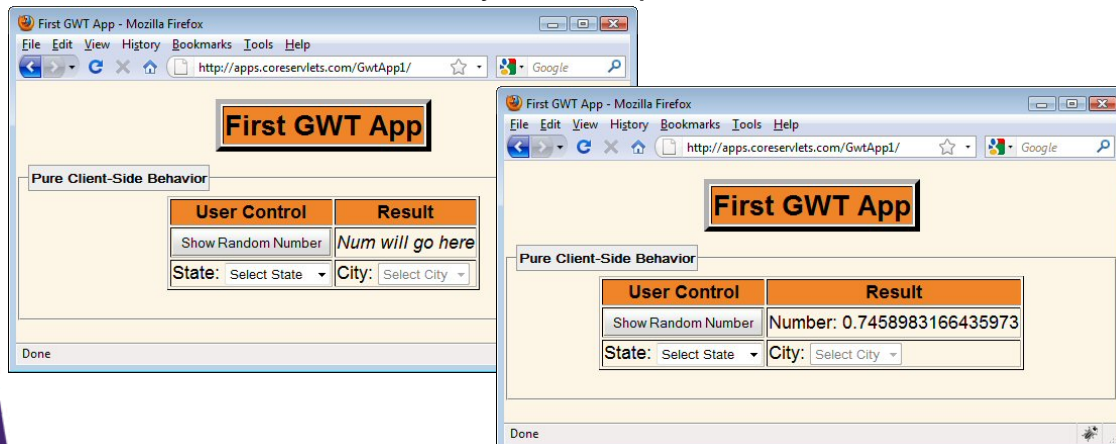 First GWT App - Mozilla Firefox
File Edit View History Bookmarks Tools Help
http://apps.coreservlets.com/GwtApp1/
Google
First GWT App
Pure Client-Side Behavior
User Control Result
Show Random Number Num will go here
State: Select State City: Select City
Done
First GWT App - Mozilla Firefox
File Edit View History Bookmarks Tools Help
http://apps.coreservlets.com/GwtApp1/
Google
First GWT App
Pure Client-Side Behavior
User Control Result
Show Random Number Number: 0.7458983166435973
State: Select State City: Select City
Done